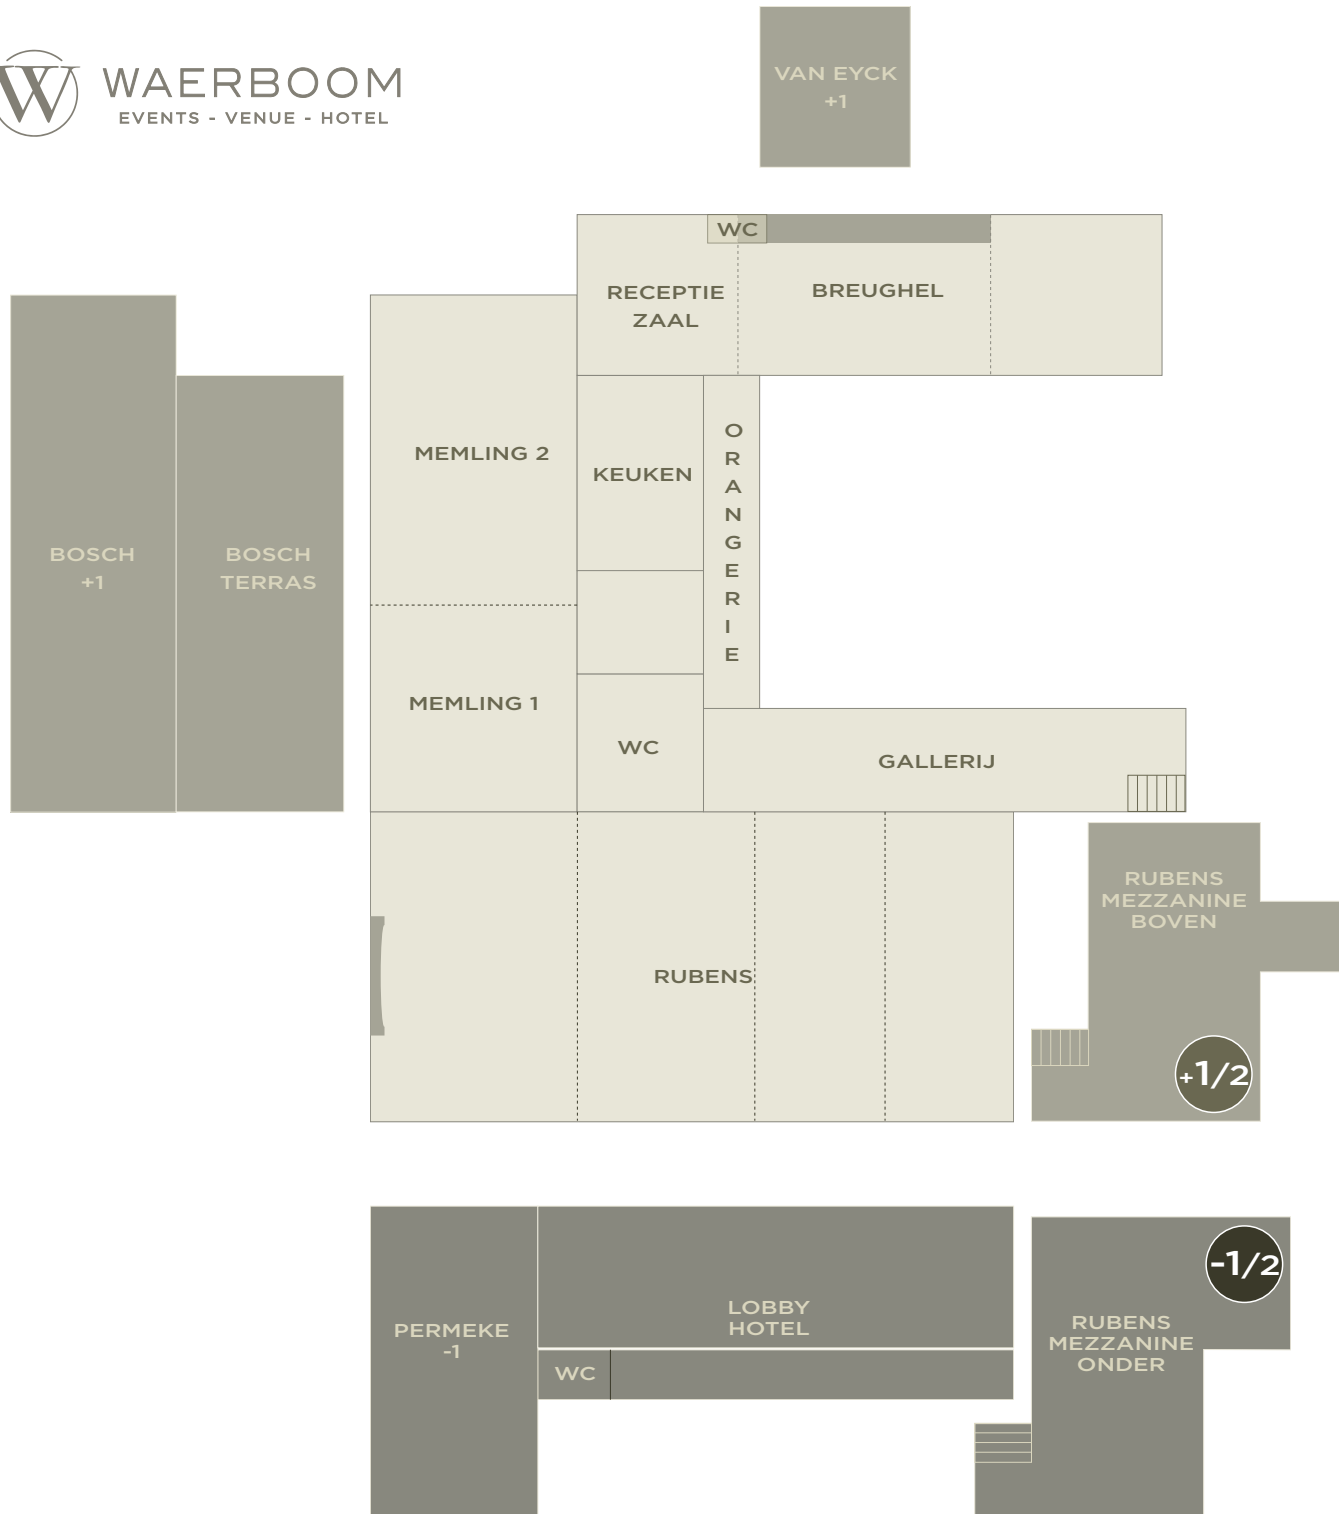 W
WAERBOOM
EVENTS - VENUE - HOTEL
VAN EYCK
+1
WC
RECEPTIE
ZAAL
BREUGHEL
MEMLING 2
KEUKEN
ORANGERIE
BOSCH
+1
BOSCH
TERRAS
MEMLING 1
WC
GALLERIJ
RUBENS
MEZZANINE
BOVEN
RUBENS
+1/2
-1/2
LOBBY
HOTEL
PERMEKE
-1
RUBENS
MEZZANINE
ONDER
WC